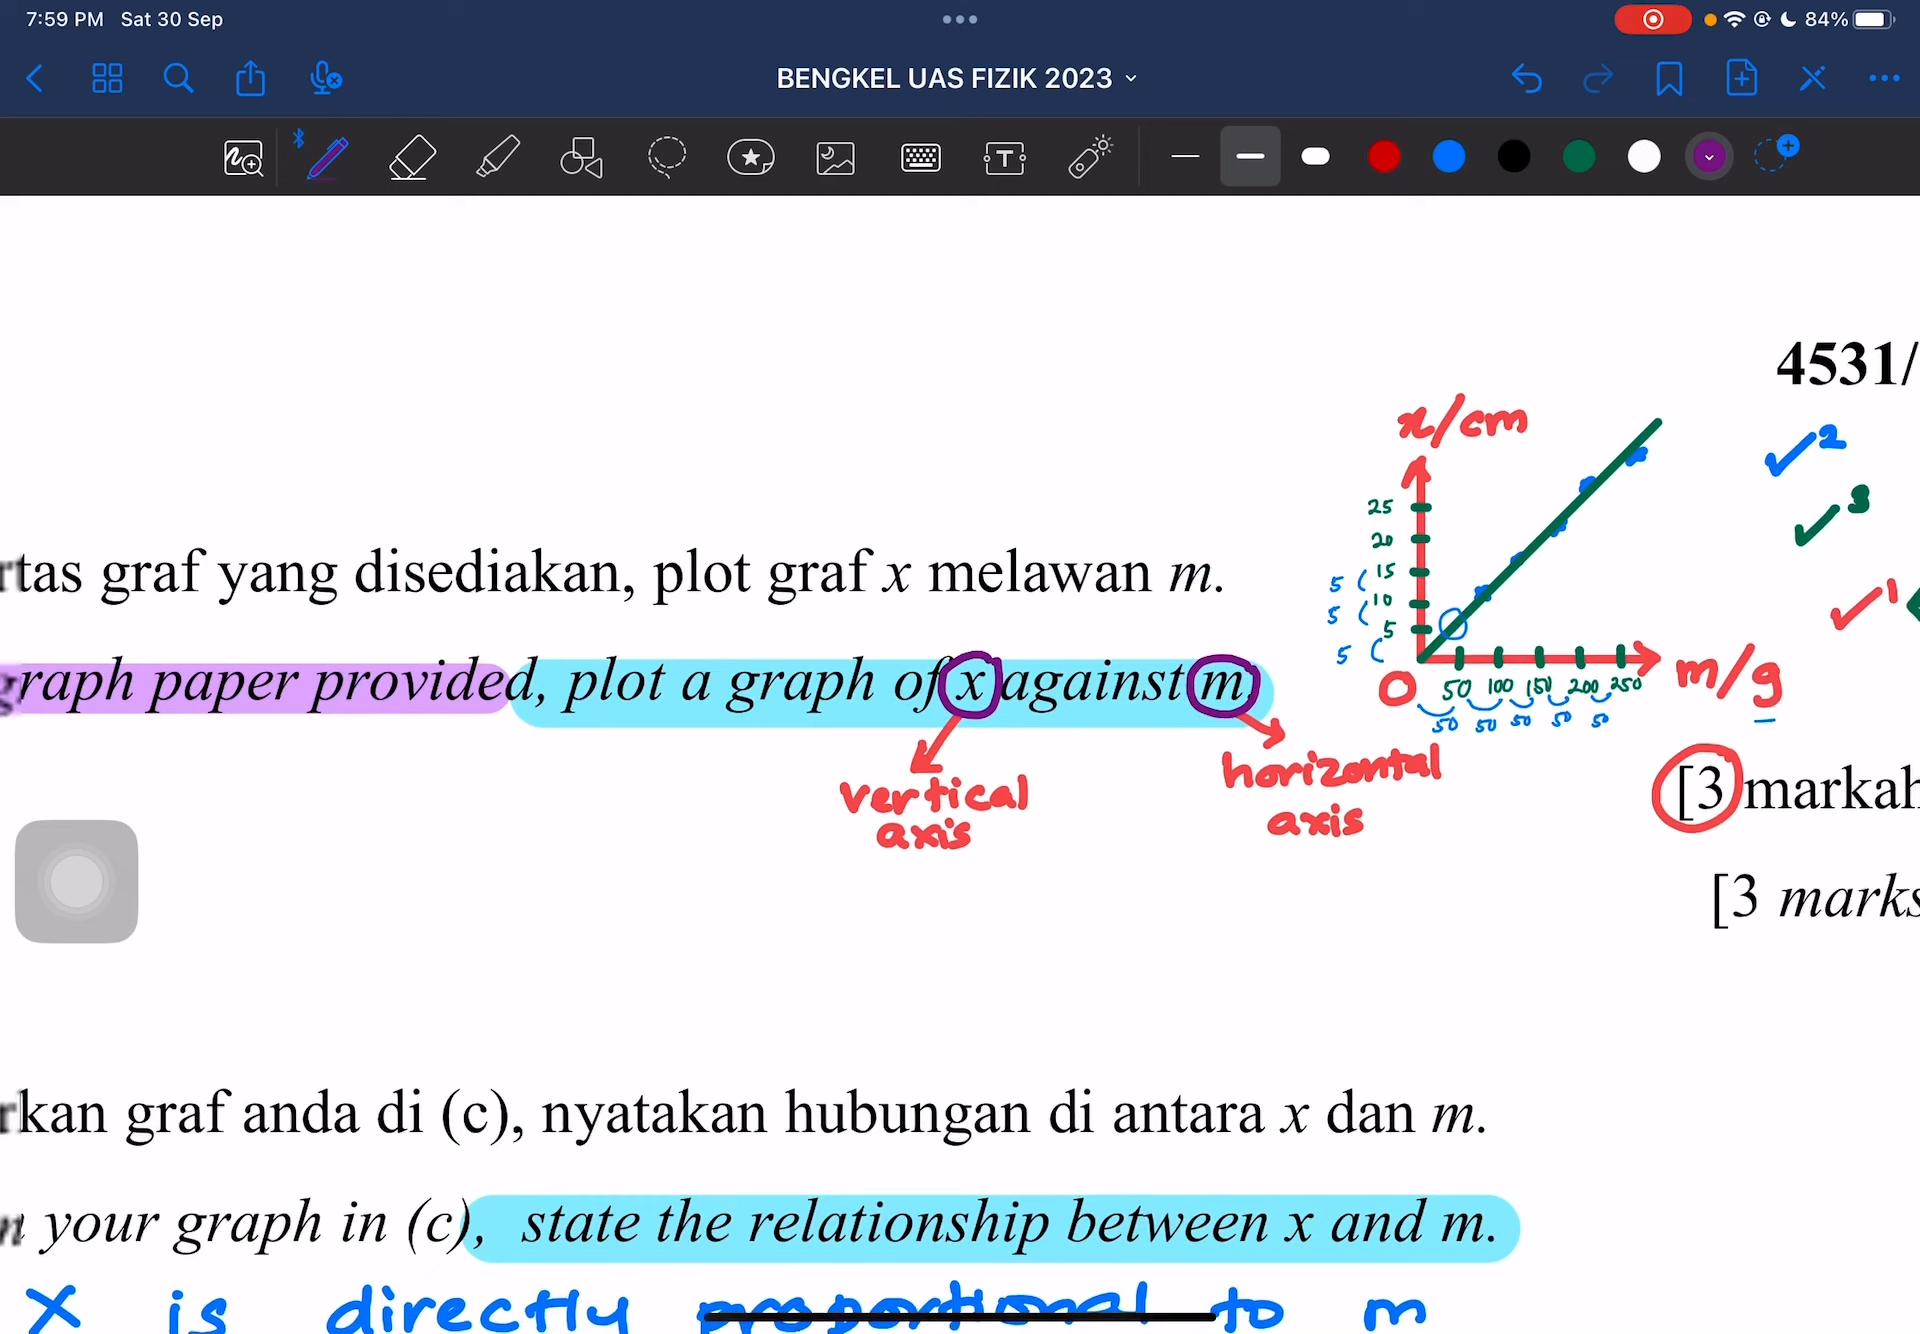 7:59 PM Sat 30 Sep
84%
BENGKEL UAS FIZIK 2023
4531/
x/cm
25
20
15
10
5
5
5
5
0
50 100 150 200 250
50 50 50 50 50
m/g
2
3
1
graf yang disediakan, plot graf x melawan m.
graph paper provided, plot a graph of x against m.
vertical
axis
horizontal
axis
[3 markah
[3 marks
graf anda di (c), nyatakan hubungan di antara x dan m.
your graph in (c), state the relationship between x and m.
X is directly proportional to m